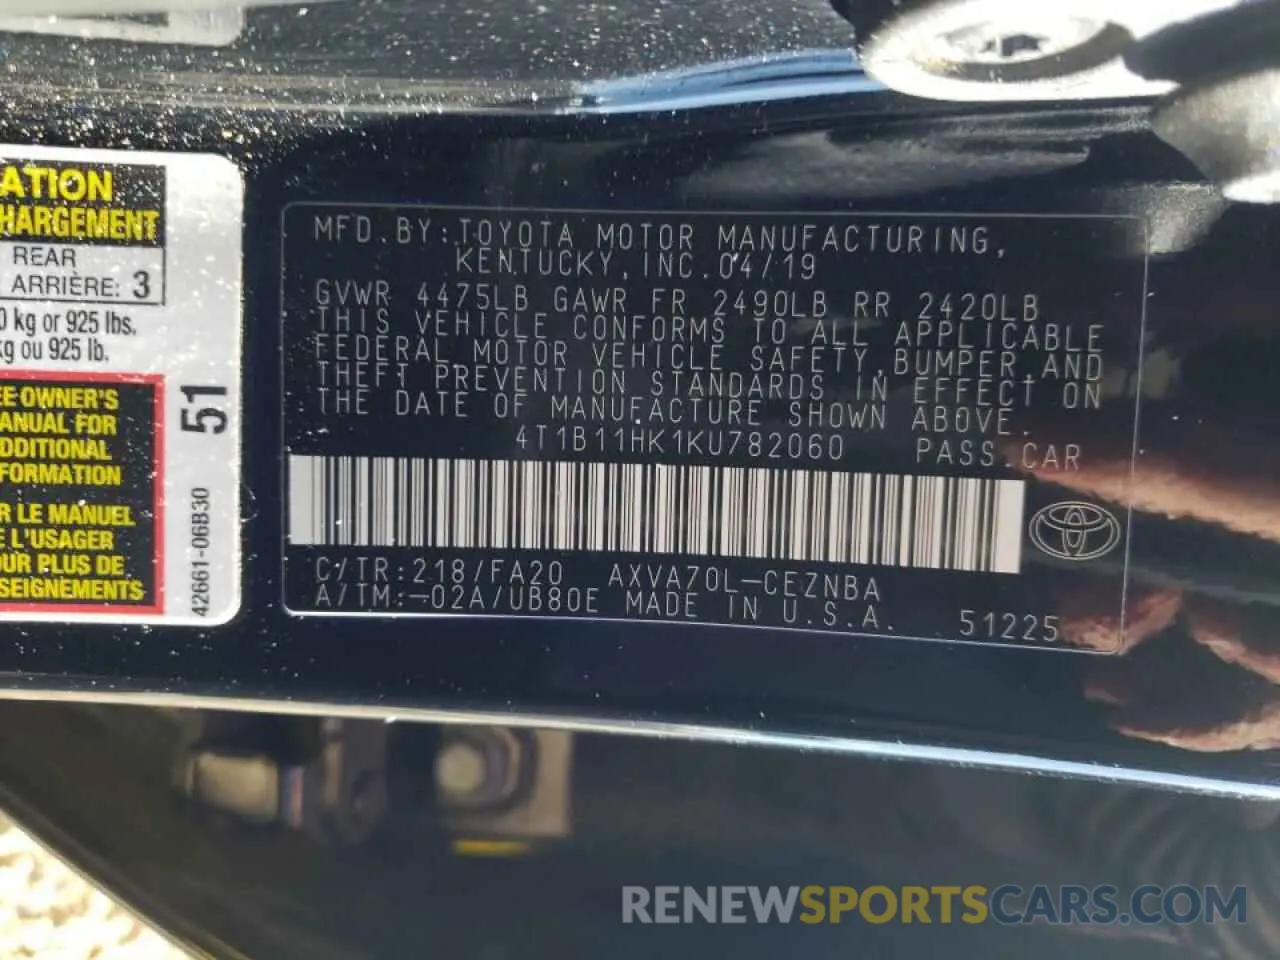 ATION
HARGEMENT
REAR
ARRIÈRE: 3
0 kg or 925 lbs.
kg ou 925 lb.
EE OWNER'S
ANUAL FOR
DDITIONAL
FORMATION
R LE MANUEL
E L'USAGER
OUR PLUS DE
SEIGNEMENTS
51
42661-06B30
MFD.BY:TOYOTA MOTOR MANUFACTURING,
KENTUCKY,INC.04/19
GVWR 4475LB GAWR FR 2490LB RR 2420LB
THIS VEHICLE CONFORMS TO ALL APPLICABLE
FEDERAL MOTOR VEHICLE SAFETY,BUMPER,AND
THEFT PREVENTION STANDARDS IN EFFECT ON
THE DATE OF MANUFACTURE SHOWN ABOVE.
4T1B11HK1KU782060 PASS.CAR
C/TR:218/FA20 AXVA70L-CEZNBA
A/TM:-02A/UB80E MADE IN U.S.A. 51225
RENEWSPORTSCARS.COM